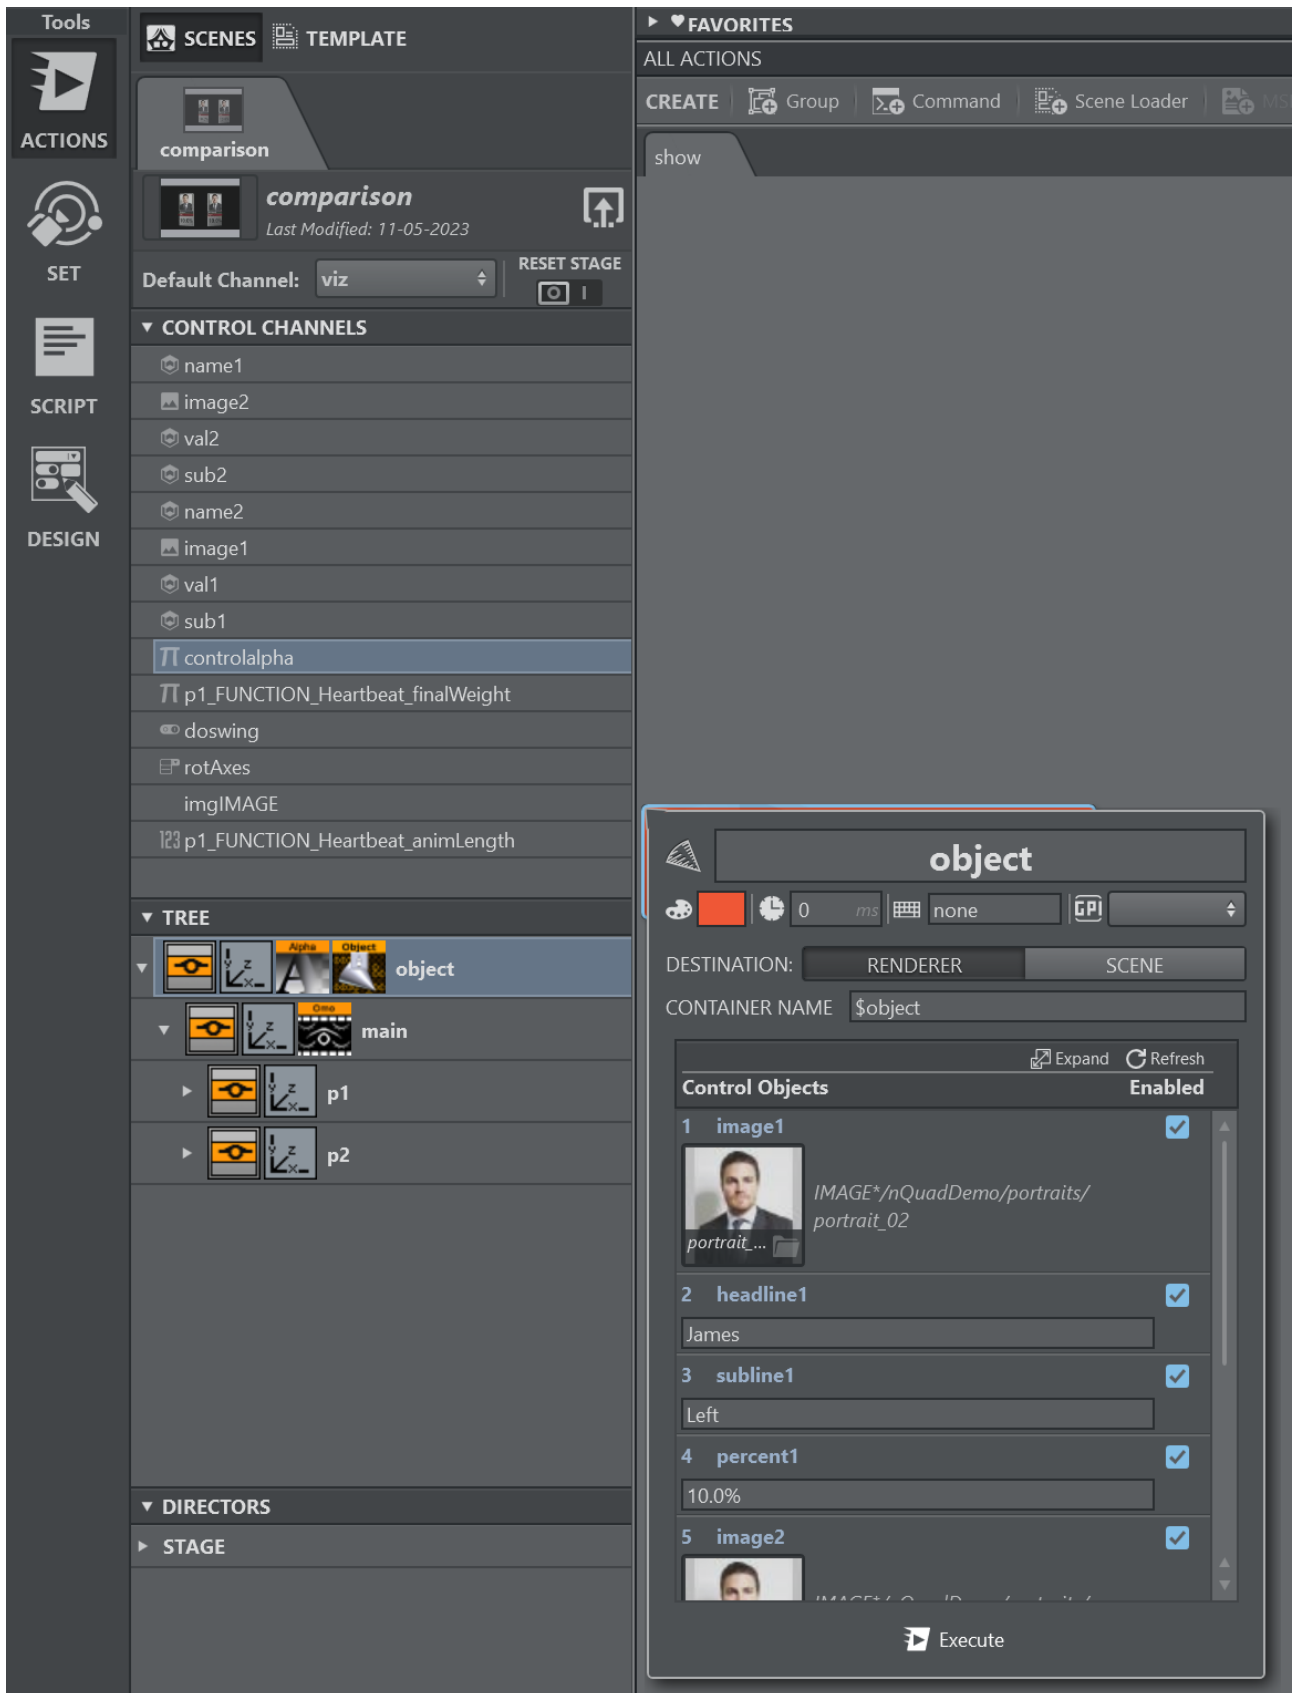 Tools
ACTIONS
SET
SCRIPT
DESIGN
SCENES
TEMPLATE
comparison
comparison
Last Modified: 11-05-2023
Default Channel:
viz
RESET STAGE
CONTROL CHANNELS
name1
image2
val2
sub2
name2
image1
val1
sub1
controlalpha
p1_FUNCTION_Heartbeat_finalWeight
doswing
rotAxes
imgIMAGE
123 p1_FUNCTION_Heartbeat_animLength
TREE
Alpha
Object
object
Omo
main
p1
p2
DIRECTORS
STAGE
FAVORITES
ALL ACTIONS
CREATE
Group
Command
Scene Loader
show
object
0 ms
none
GPI
DESTINATION:
RENDERER
SCENE
CONTAINER NAME
$object
Expand
Refresh
Control Objects
Enabled
1 image1
IMAGE*/nQuadDemo/portraits/
portrait_02
portrait_...
2 headline1
James
3 subline1
Left
4 percent1
10.0%
5 image2
Execute